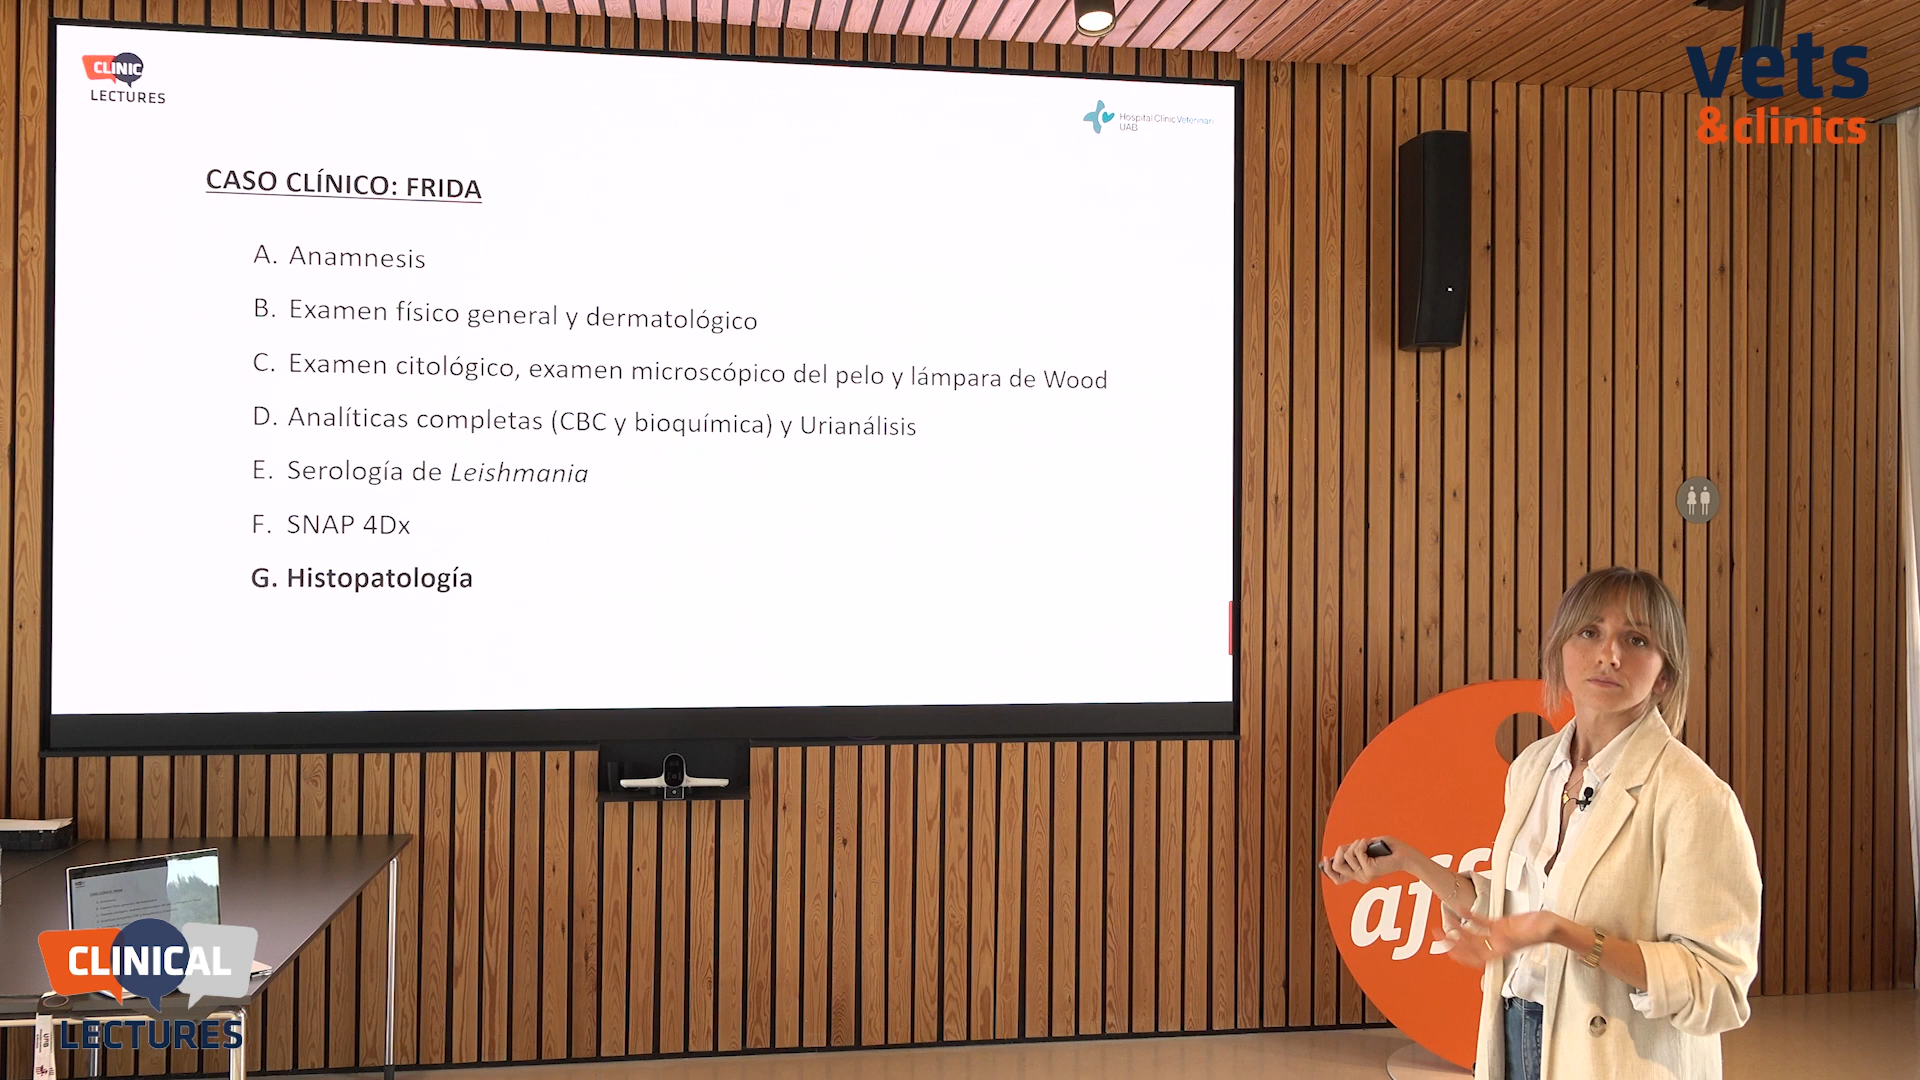 CLINIC
LECTURES
Hospital Clínic Veterinari
UAB
vets
&clinics
CASO CLÍNICO: FRIDA
A. Anamnesis
B. Examen físico general y dermatológico
C. Examen citológico, examen microscópico del pelo y lámpara de Wood
D. Analíticas completas (CBC y bioquímica) y Urianálisis
E. Serología de Leishmania
F. SNAP 4Dx
G. Histopatología
aff
CLINICAL
LECTURES